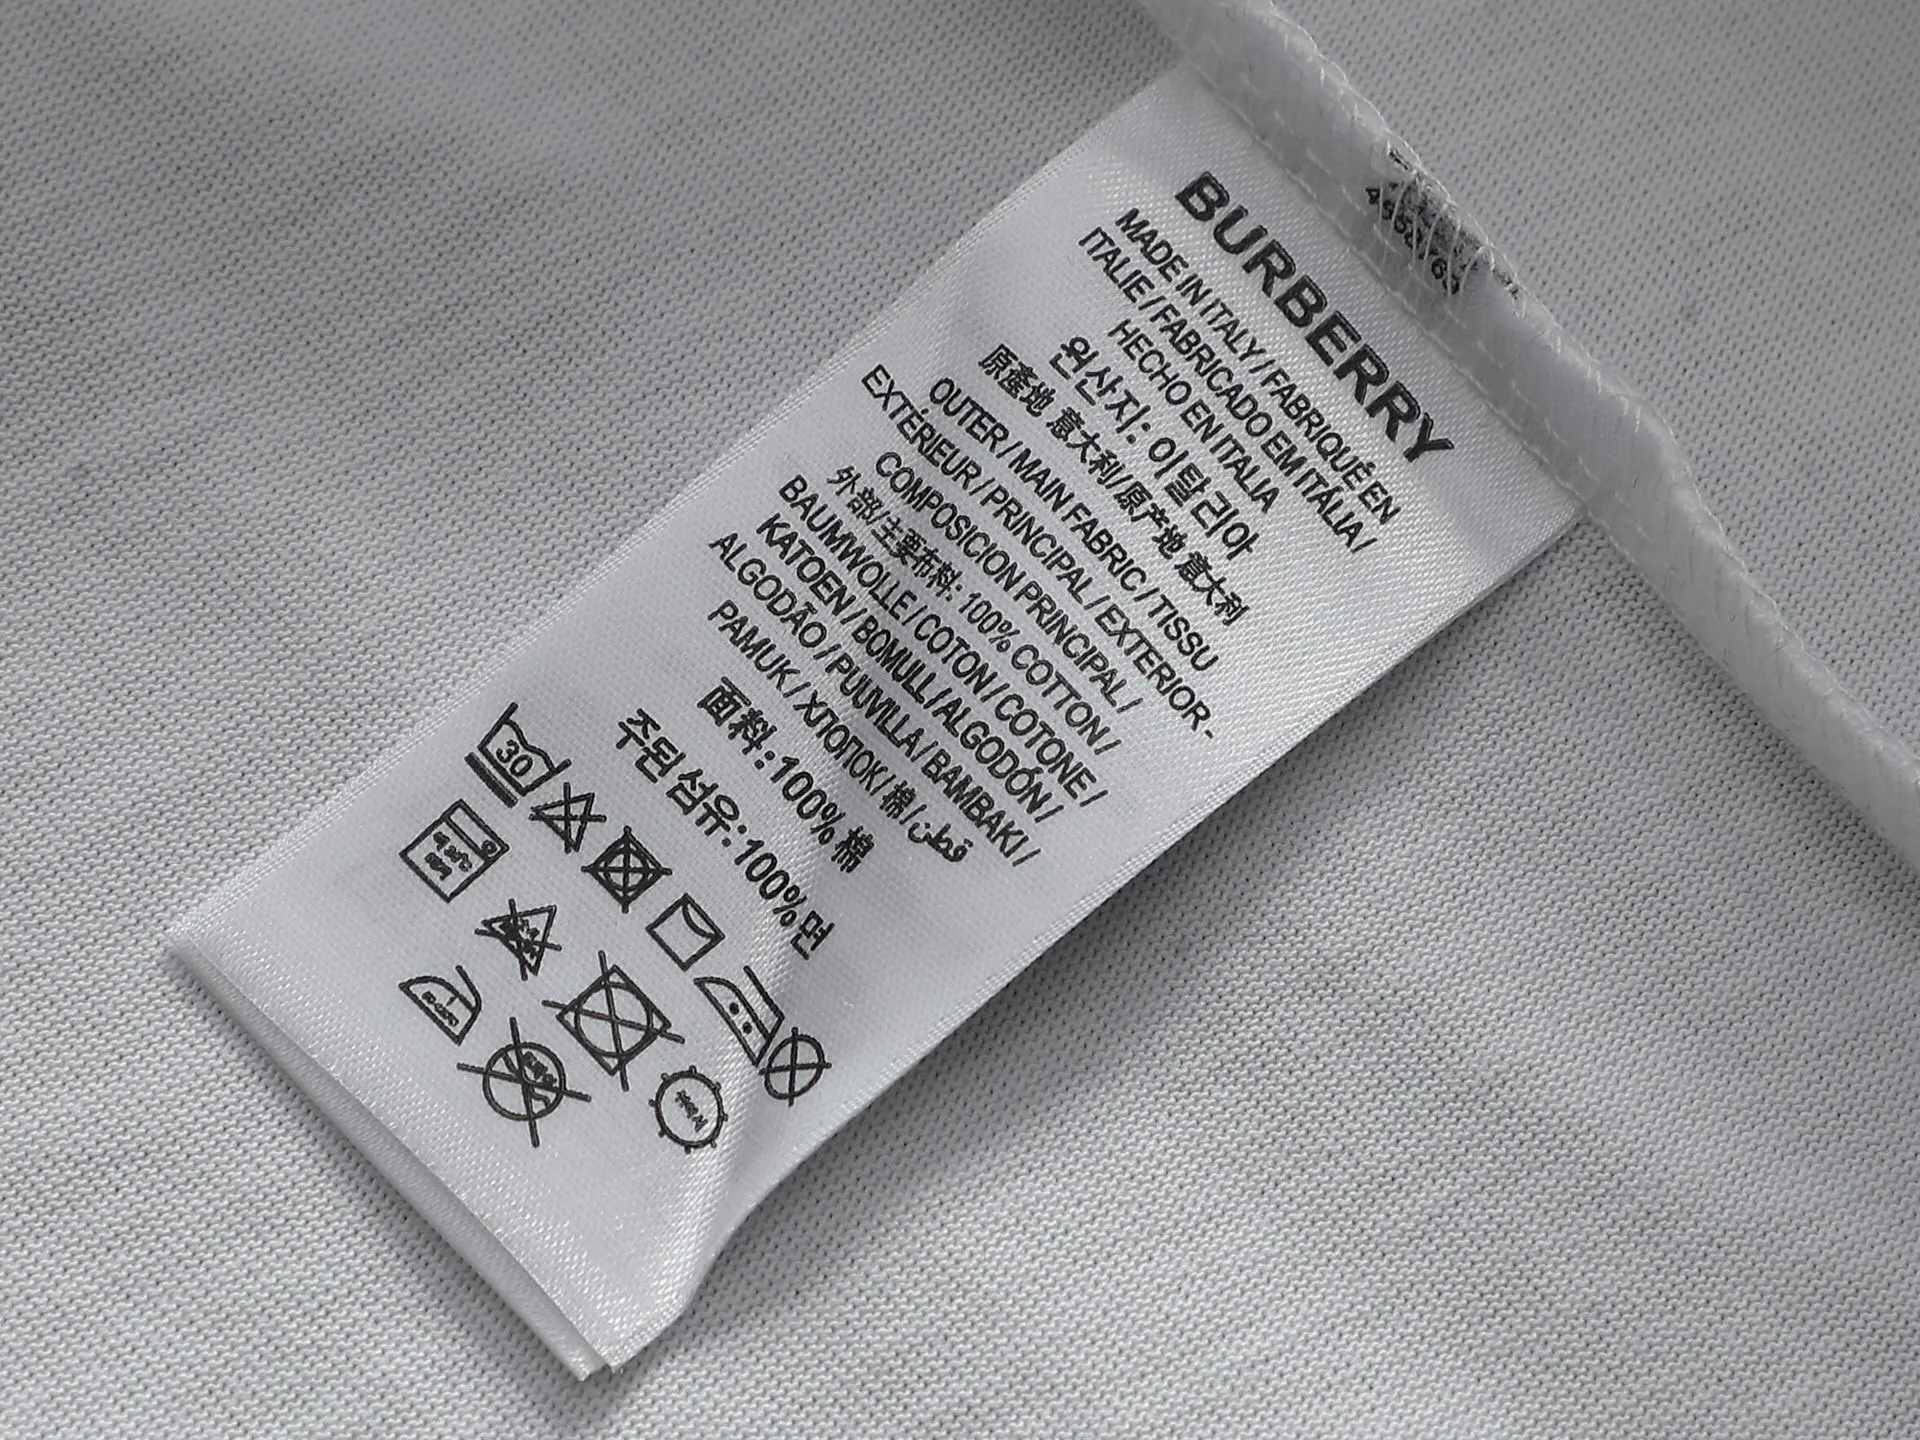 BURBERRY
MADE IN ITALY / FABRIQUÉ EN
ITALIE / FABRICADO EM ITÁLIA /
HECHO EN ITALIA
원산지: 이탈리아
原產地 意大利/原产地 意大利
OUTER / MAIN FABRIC / TISSU
EXTÉRIEUR / PRINCIPAL / EXTERIOR -
COMPOSICION PRINCIPAL /
外部/主要布料: 100% COTTON /
BAUMWOLLE / COTON / COTONE /
KATOEN / BOMULL / ALGODÓN /
ALGODÃO / PUUVILLA / BAMBAKI /
PAMUK / ХЛОПОК / 棉 / قطن
面料: 100% 棉
주된 섬유: 100% 면
30